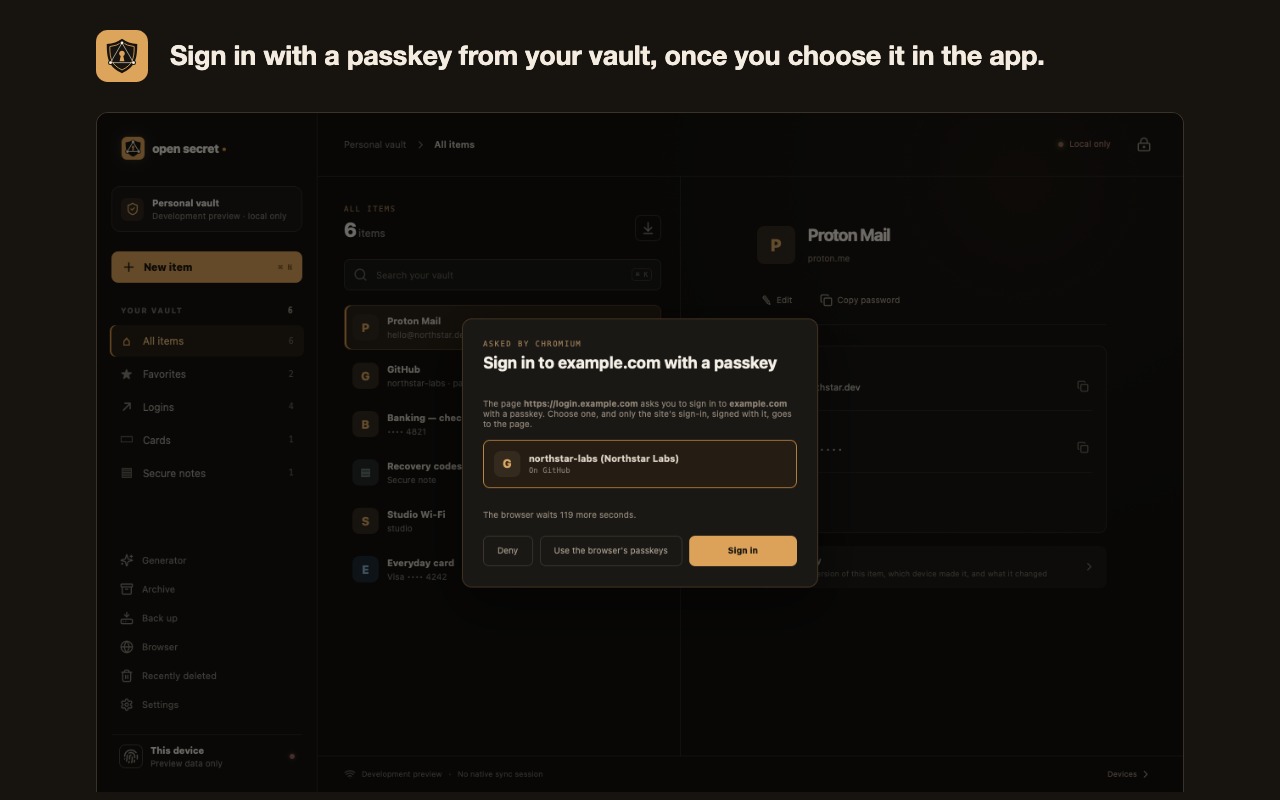 Sign in with a passkey from your vault, once you choose it in the app.
open secret
Personal vault
Development preview · local only
New item
⌘ N
YOUR VAULT 6
All items 6
Favorites 2
Logins 4
Cards 1
Secure notes 1
Generator
Archive
Back up
Browser
Recently deleted
Settings
This device
Preview data only
Personal vault > All items
Local only
ALL ITEMS
6 items
Search your vault
⌘ K
P
Proton Mail
hello@northstar.de
G
GitHub
northstar-labs · pa
B
Banking — chec
•••• 4821
Recovery codes
Secure note
S
Studio Wi-Fi
studio
E
Everyday card
Visa •••• 4242
P
Proton Mail
proton.me
Edit
Copy password
hstar.dev
ersion of this item, which device made it, and what it changed
ASKED BY CHROMIUM
Sign in to example.com with a passkey
The page https://login.example.com asks you to sign in to example.com
with a passkey. Choose one, and only the site's sign-in, signed with it, goes
to the page.
G
northstar-labs (Northstar Labs)
On GitHub
The browser waits 119 more seconds.
Deny
Use the browser's passkeys
Sign in
Development preview · No native sync session
Devices